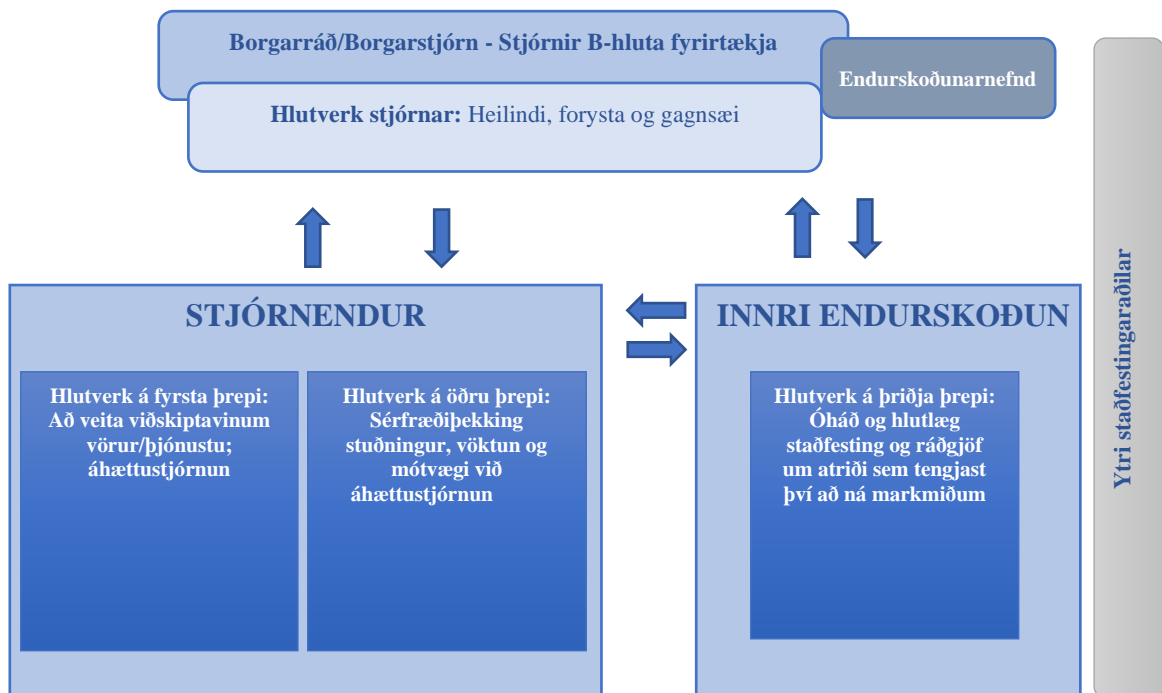 Borgarráð/Borgarstjórn - Stjórnir B-hluta fyrirtækja
Endurskoðunarnefnd
Hlutverk stjórnar: Heilindi, forysta og gagnsæi
STJÓRNENDUR
Hlutverk á fyrsta þrepi:
Að veita viðskiptavinum
vörur/þjónustu;
áhættustjórnun
Hlutverk á öðru þrepi:
Sérfræðiþekking
stuðningur, vöktun og
mótvægi við
áhættustjórnun
INNRI ENDURSKOÐUN
Hlutverk á þriðja þrepi:
Óháð og hlutlæg
staðfesting og ráðgjöf
um atriði sem tengjast
því að ná markmiðum
Ytri staðfestingaraðilar